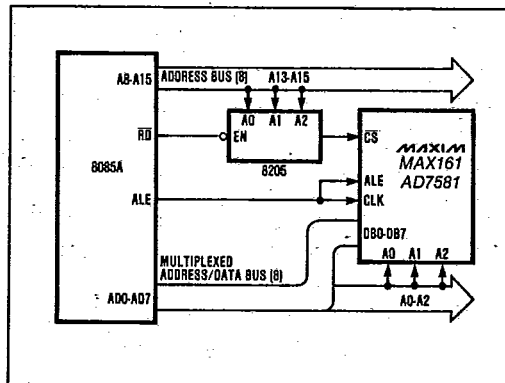 A8-A15
ADDRESS BUS (8) A13-A15
A0 A1 A2
RD
EN
8205
CS
8085A
MAXIM
MAX161
AD7581
ALE
ALE
CLK
DB0-DB7
MULTIPLEXED
ADDRESS/DATA BUS (8)
A0 A1 A2
AD0-AD7
A0-A2